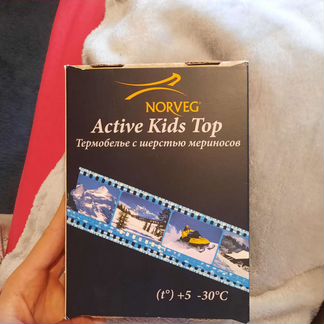 NORVEG®
Active Kids Top
Термобелье с шерстью мериносов
(t°) +5 -30°C